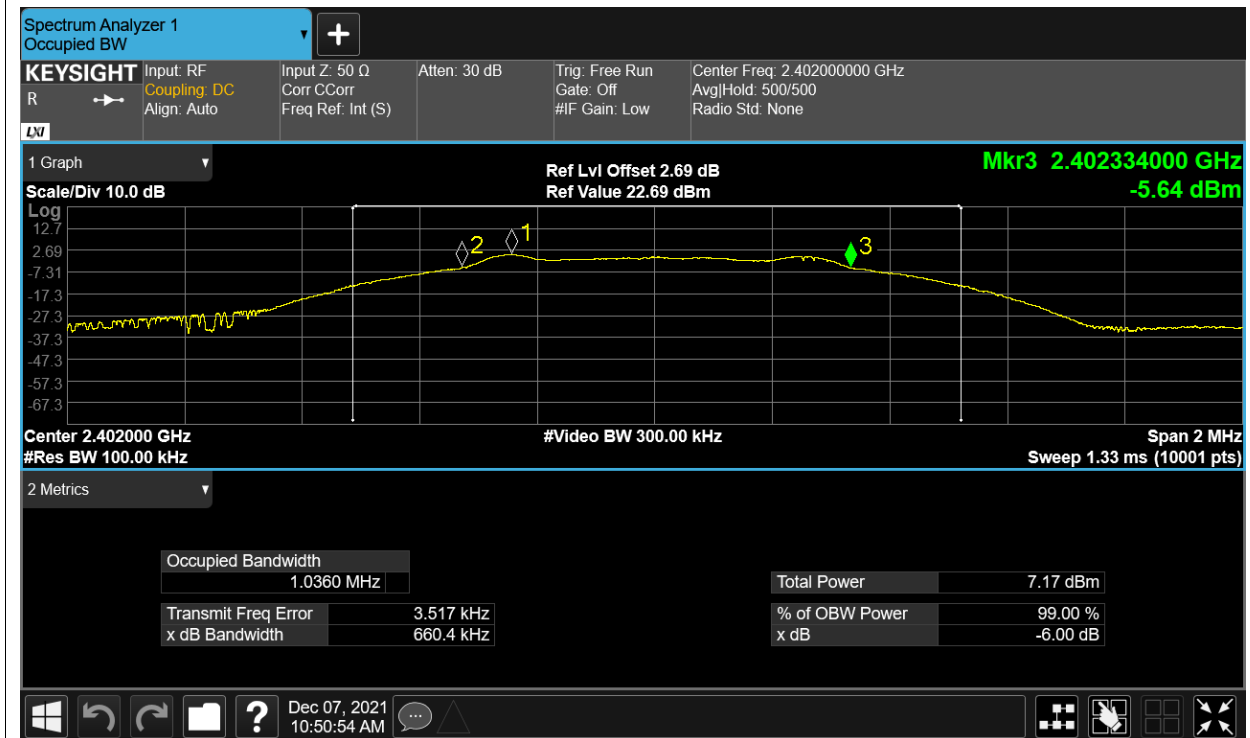 Spectrum Analyzer 1
Occupied BW
KEYSIGHT Input: RF Input Z: 50 Ω Atten: 30 dB Trig: Free Run Center Freq: 2.402000000 GHz
R Coupling: DC Corr CCorr Gate: Off Avg|Hold: 500/500
Align: Auto Freq Ref: Int (S) #IF Gain: Low Radio Std: None
LXI
1 Graph Ref Lvl Offset 2.69 dB Mkr3 2.402334000 GHz
Scale/Div 10.0 dB Ref Value 22.69 dBm -5.64 dBm
Log
12.7
2.69
-7.31
-17.3
-27.3
-37.3
-47.3
-57.3
-67.3
2 1 3
Center 2.402000 GHz #Video BW 300.00 kHz Span 2 MHz
#Res BW 100.00 kHz Sweep 1.33 ms (10001 pts)
2 Metrics
Occupied Bandwidth
1.0360 MHz Total Power 7.17 dBm
Transmit Freq Error 3.517 kHz % of OBW Power 99.00 %
x dB Bandwidth 660.4 kHz x dB -6.00 dB
? Dec 07, 2021
10:50:54 AM